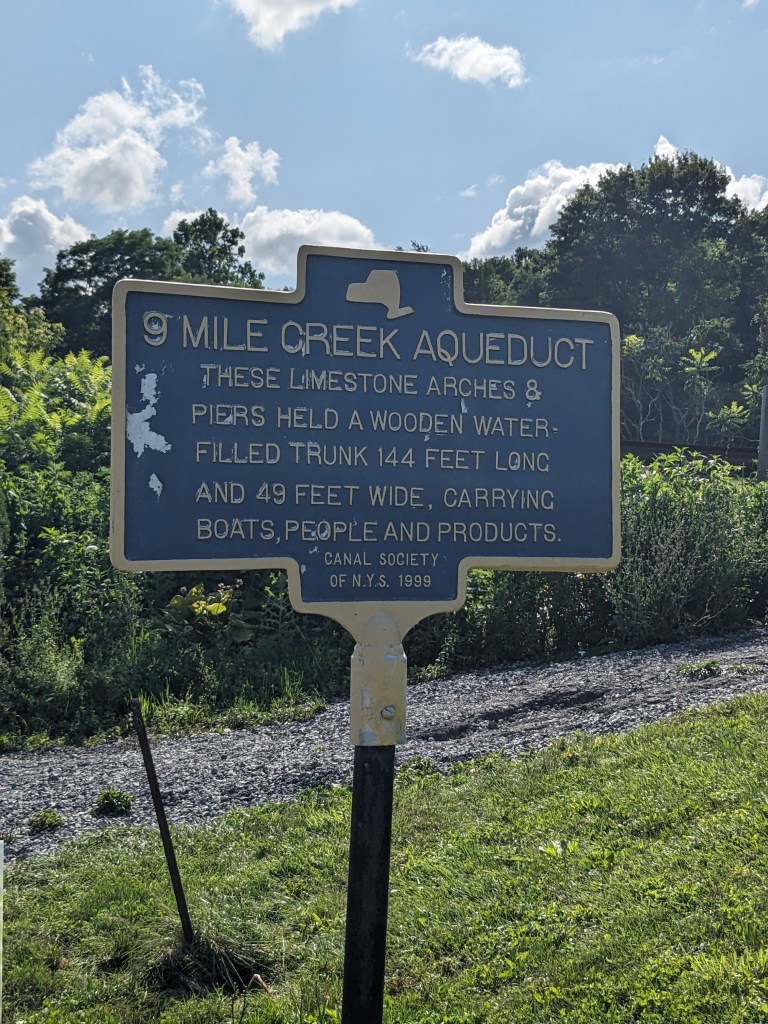 9 MILE CREEK AQUEDUCT
THESE LIMESTONE ARCHES &
PIERS HELD A WOODEN WATER-
FILLED TRUNK 144 FEET LONG
AND 49 FEET WIDE, CARRYING
BOATS, PEOPLE AND PRODUCTS.
CANAL SOCIETY
OF N.Y.S. 1999